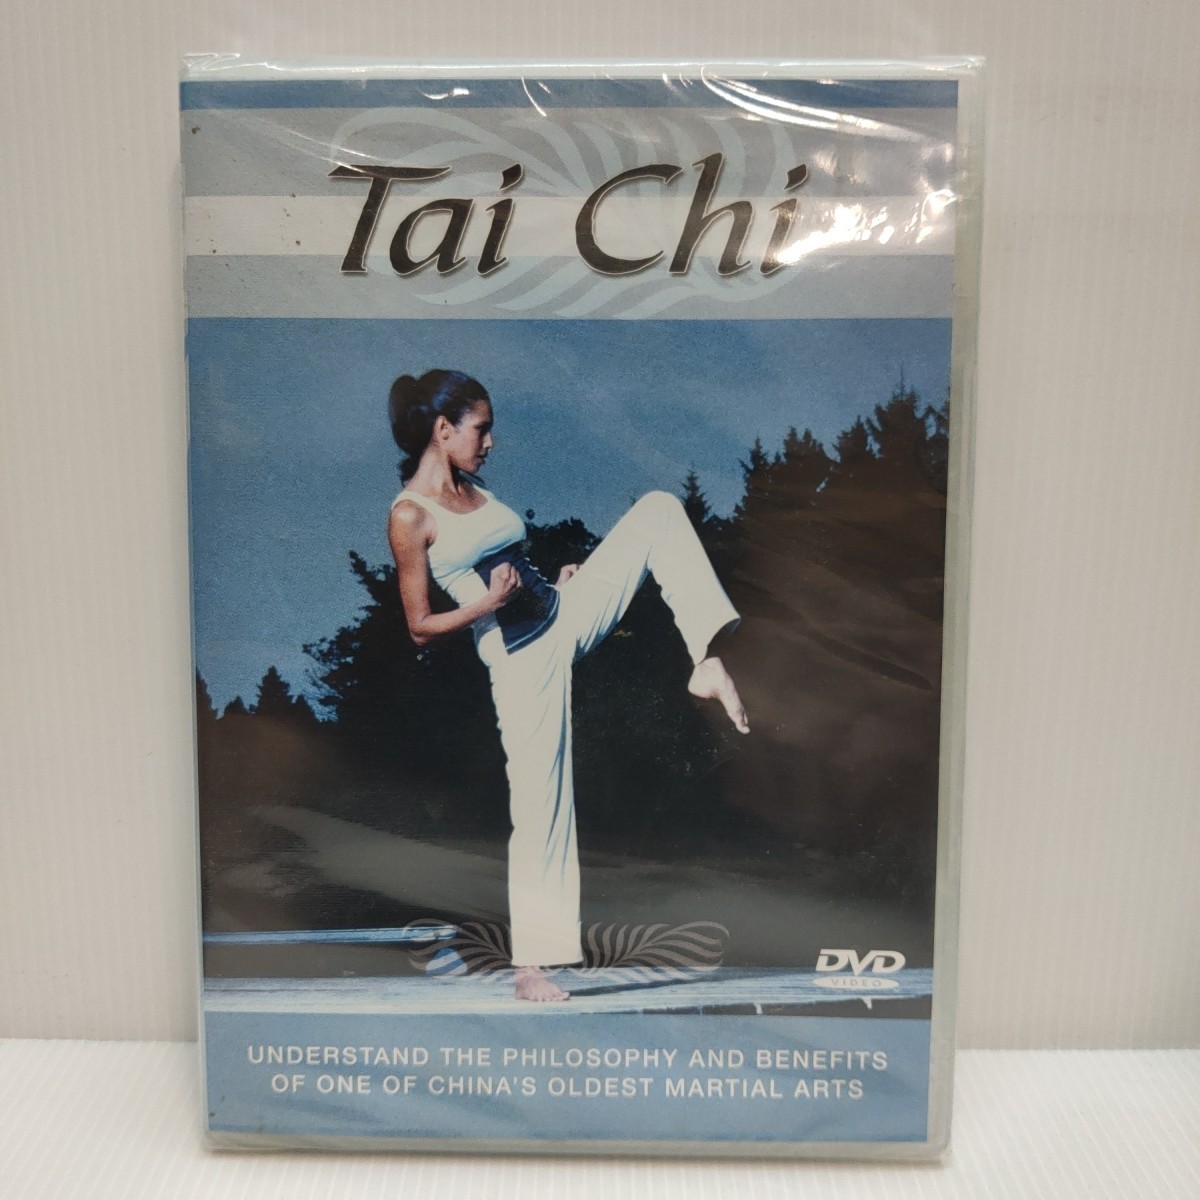 Tai Chi
DVD
VIDEO
UNDERSTAND THE PHILOSOPHY AND BENEFITS
OF ONE OF CHINA'S OLDEST MARTIAL ARTS